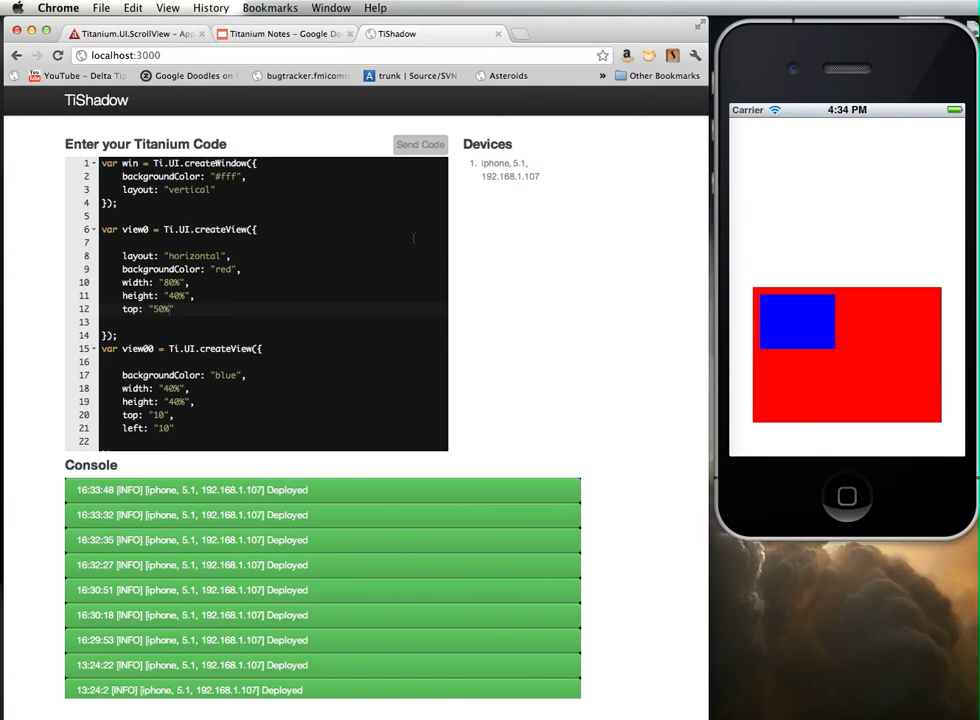 Chrome File Edit View History Bookmarks Window Help
Titanium.UI.ScrollView – App
Titanium Notes – Google Do
TiShadow
localhost:3000
YouTube – Delta Ti
Google Doodles on
bugtracker.fmicomm
trunk | Source/SVN
Asteroids
» Other Bookmarks
TiShadow
Enter your Titanium Code
Send Code
Devices
1. iphone, 5.1,
192.168.1.107
1 var win = Ti.UI.createWindow({
2 backgroundColor: "#fff",
3 layout: "vertical"
4 });
5
6 var view0 = Ti.UI.createView({
7
8 layout: "horizontal",
9 backgroundColor: "red",
10 width: "80%",
11 height: "40%",
12 top: "50%"
13
14 });
15 var view00 = Ti.UI.createView({
16
17 backgroundColor: "blue",
18 width: "40%",
19 height: "40%",
20 top: "10",
21 left: "10"
22
Console
16:33:48 [INFO] [iphone, 5.1, 192.168.1.107] Deployed
16:33:32 [INFO] [iphone, 5.1, 192.168.1.107] Deployed
16:32:35 [INFO] [iphone, 5.1, 192.168.1.107] Deployed
16:32:27 [INFO] [iphone, 5.1, 192.168.1.107] Deployed
16:30:51 [INFO] [iphone, 5.1, 192.168.1.107] Deployed
16:30:18 [INFO] [iphone, 5.1, 192.168.1.107] Deployed
16:29:53 [INFO] [iphone, 5.1, 192.168.1.107] Deployed
13:24:22 [INFO] [iphone, 5.1, 192.168.1.107] Deployed
13:24:2 [INFO] [iphone, 5.1, 192.168.1.107] Deployed
Carrier 4:34 PM